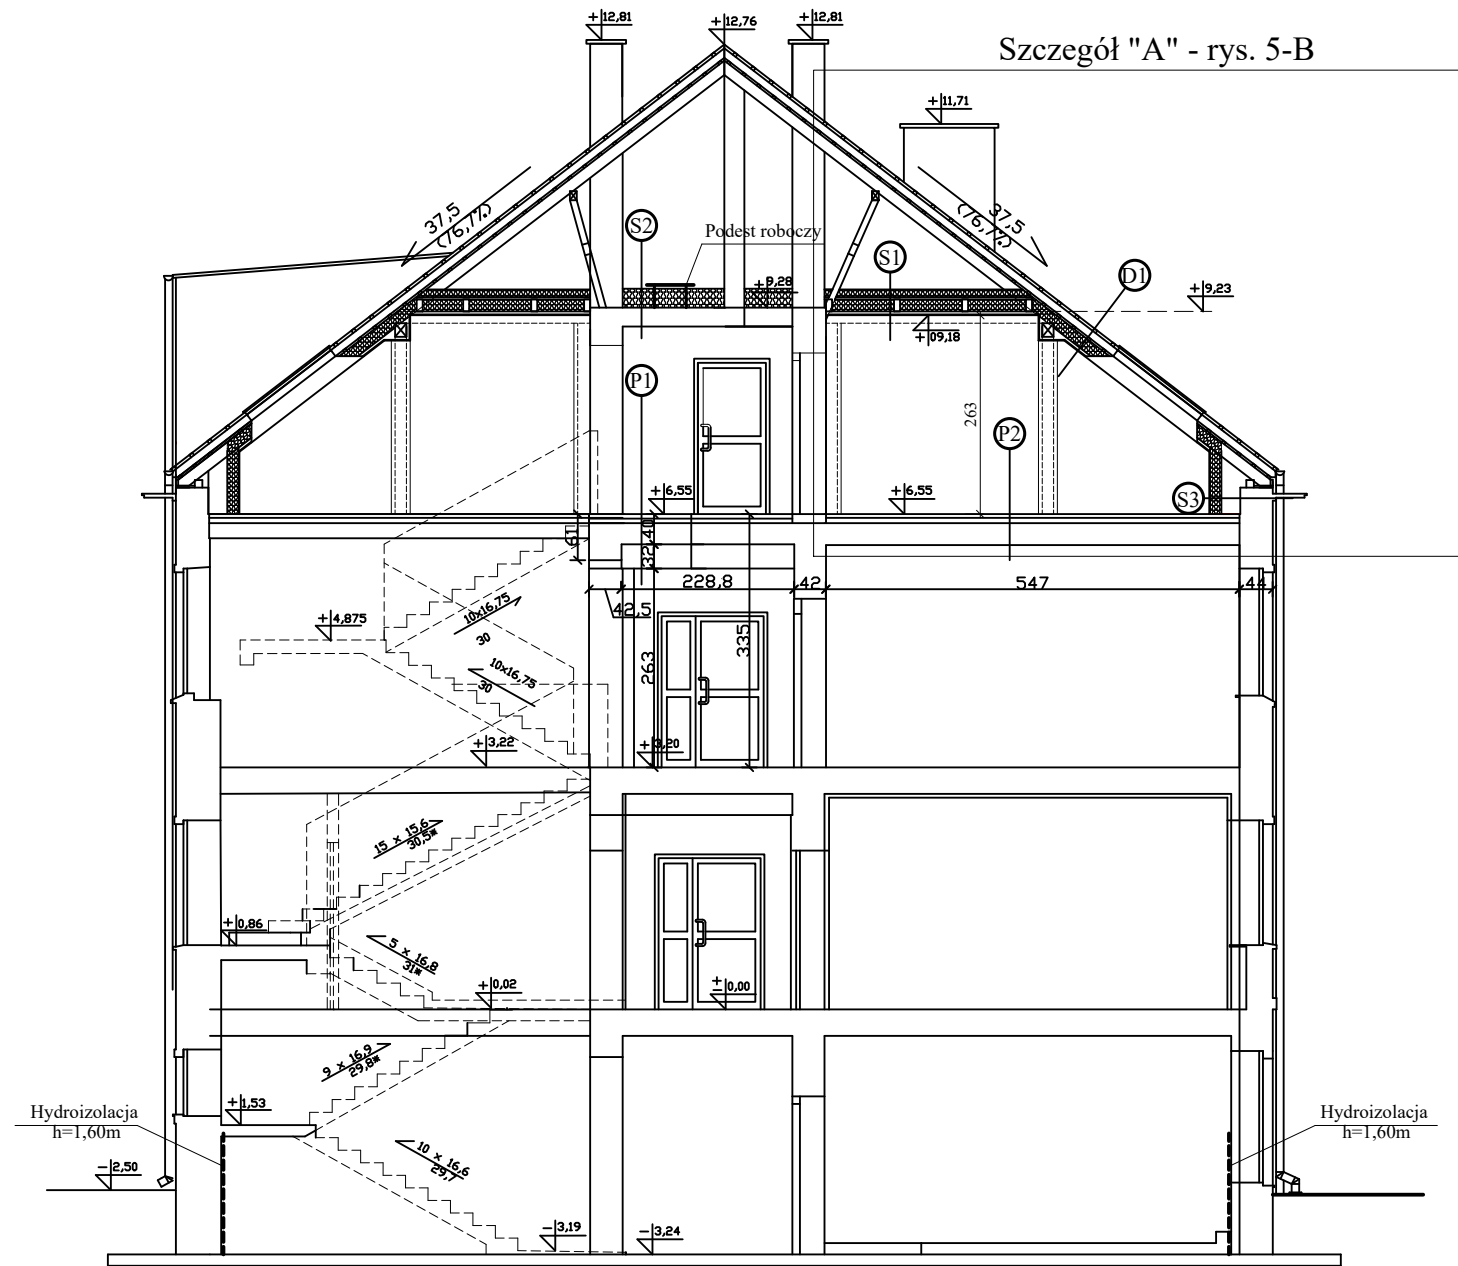 +12,81
+12,76
+12,81
Szczegół "A" - rys. 5-B
+11,71
37,5
(76,7%)
37,5
(76,7%)
S2
Podest roboczy
S1
D1
+9,28
+9,23
+09,18
P1
263
P2
+6,55
+6,55
S3
61
40
32
228,8
42
547
44
42,5
+4,875
10x16,75
30
10x16,75
30
263
335
+3,22
+3,20
15 x 15,6
30,5*
+0,86
5 x 16,8
31*
+0,02
±0,00
9 x 16,9
29,8*
+1,53
Hydroizolacja
h=1,60m
Hydroizolacja
h=1,60m
10 x 16,6
29,7
-2,50
-3,19
-3,24